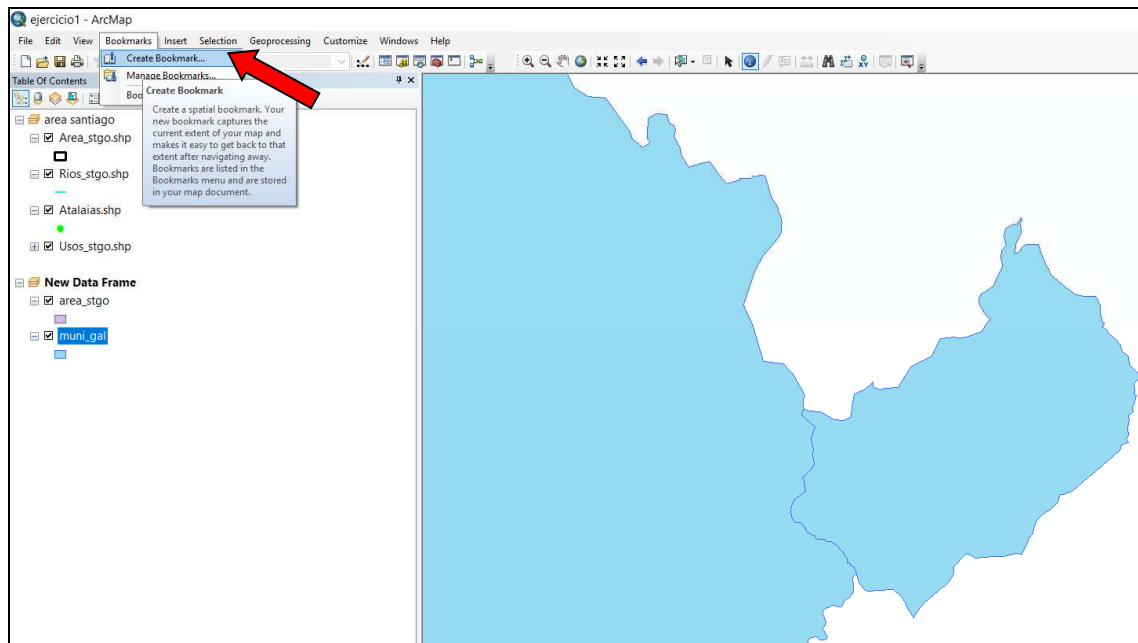 ejercicio1 - ArcMap
File Edit View Bookmarks Insert Selection Geoprocessing Customize Windows Help
Create Bookmark...
Table Of Contents
Manage Bookmarks...
Boo
Create Bookmark
Create a spatial bookmark. Your
new bookmark captures the
current extent of your map and
makes it easy to get back to that
extent after navigating away.
Bookmarks are listed in the
Bookmarks menu and are stored
in your map document.
area santiago
Area_stgo.shp
Rios_stgo.shp
Atalaias.shp
Usos_stgo.shp
New Data Frame
area_stgo
muni_gal